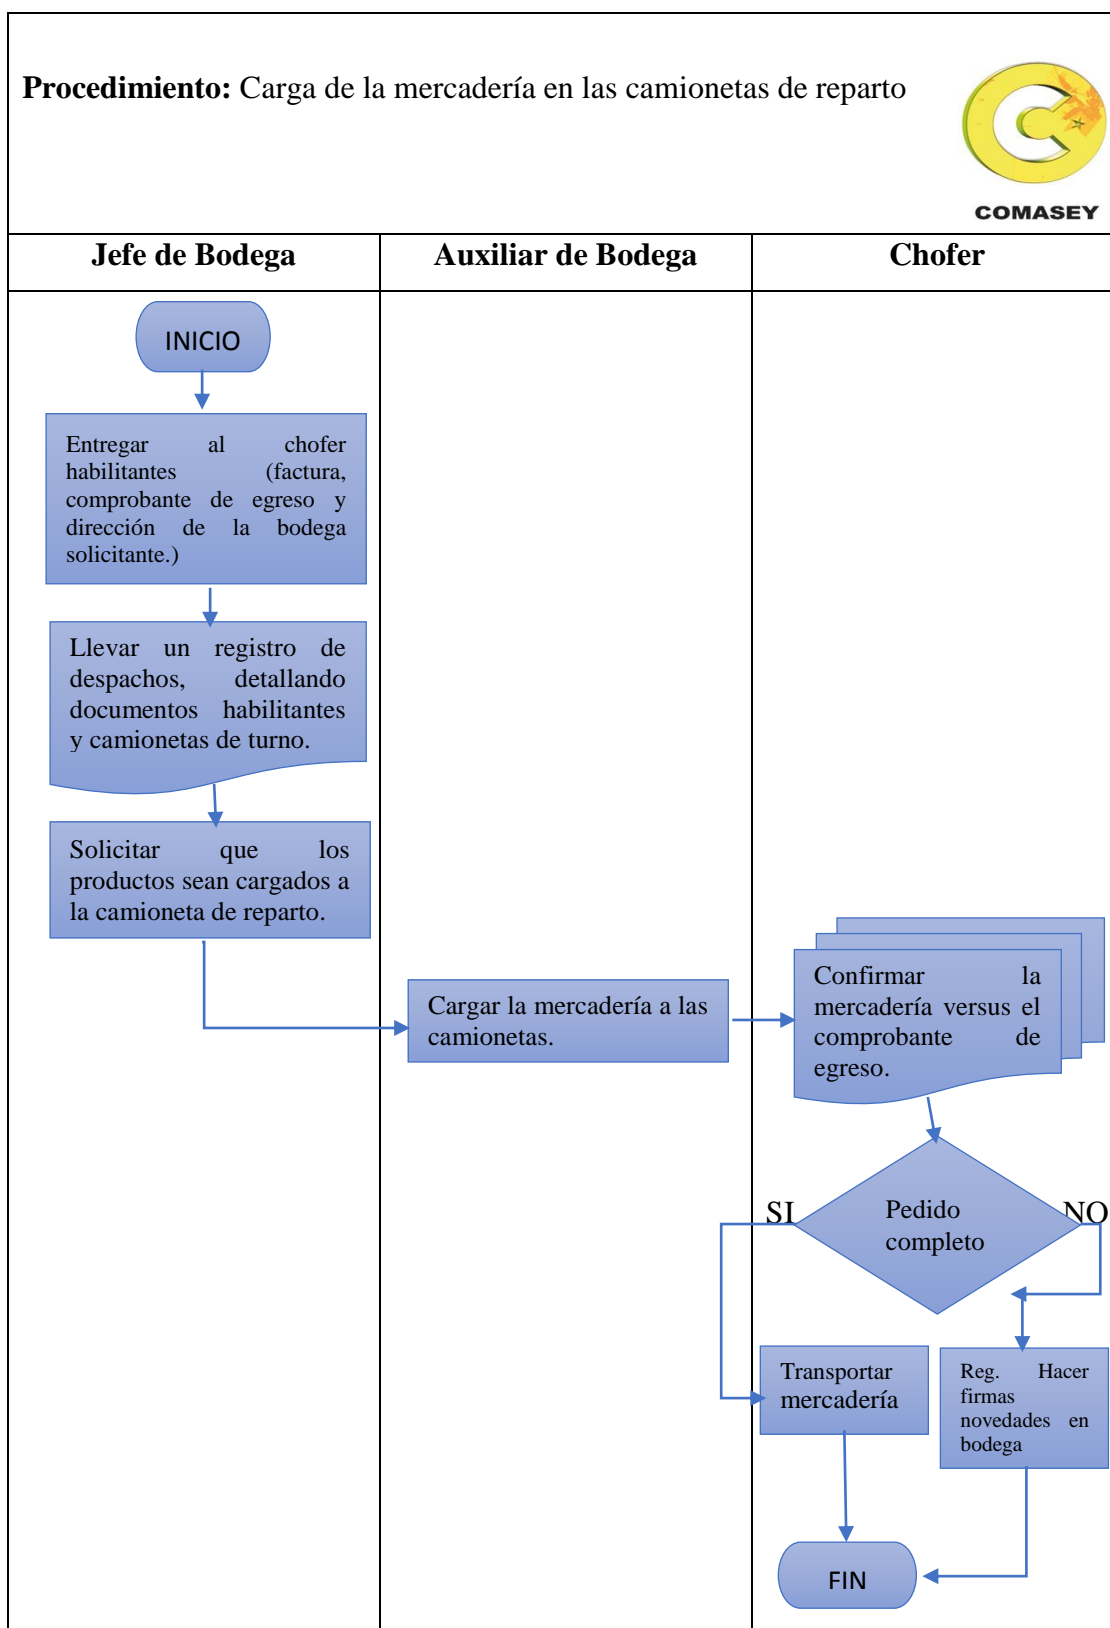 Procedimiento: Carga de la mercadería en las camionetas de reparto
COMASEY
Jefe de Bodega
Auxiliar de Bodega
Chofer
INICIO
Entregar al chofer
habilitantes (factura,
comprobante de egreso y
dirección de la bodega
solicitante.)
Llevar un registro de
despachos, detallando
documentos habilitantes
y camionetas de turno.
Solicitar que los
productos sean cargados a
la camioneta de reparto.
Cargar la mercadería a las
camionetas.
Confirmar la
mercadería versus el
comprobante de
egreso.
SI
Pedido
completo
NO
Transportar
mercadería
Reg. Hacer
firmas
novedades en
bodega
FIN